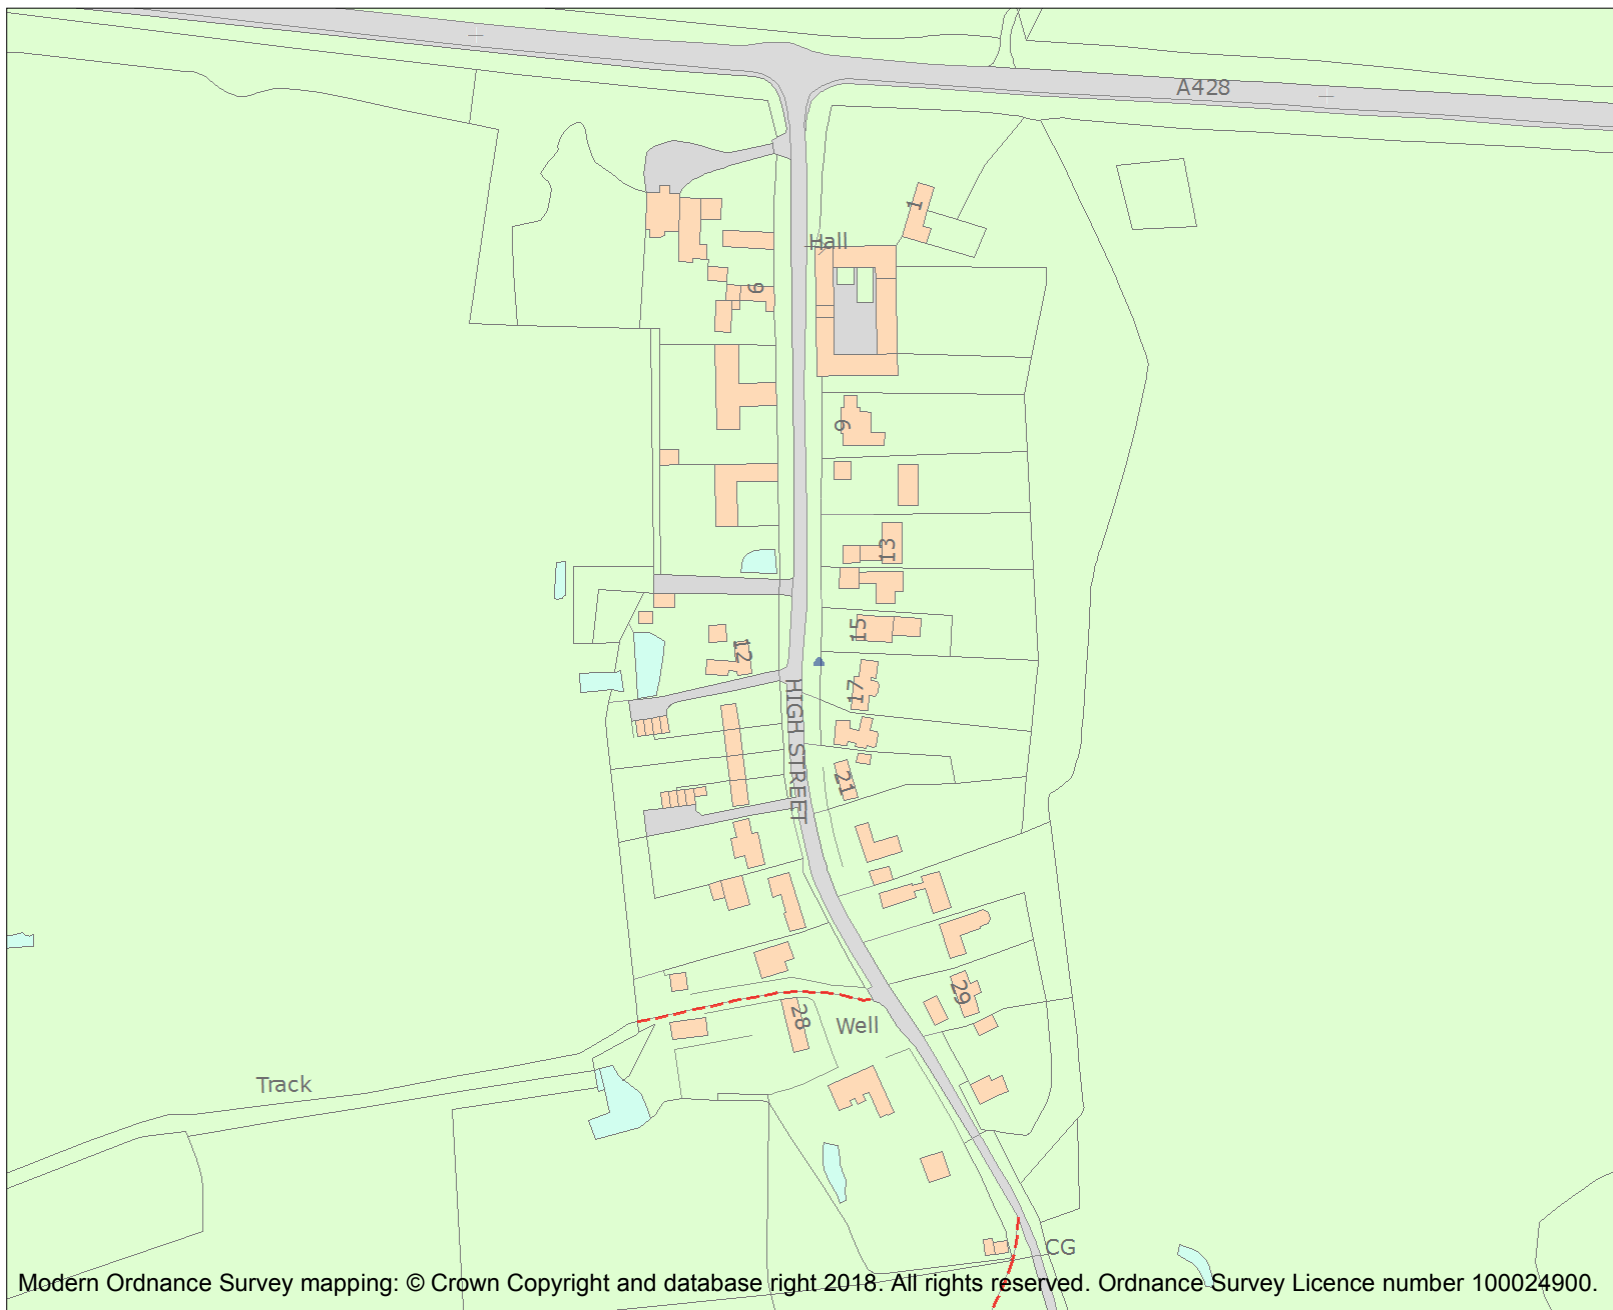 A428
1
Hall
6
9
13
15
12
17
HIGH STREET
21
29
28
Well
Track
CG
Modern Ordnance Survey mapping: © Crown Copyright and database right 2018. All rights reserved. Ordnance Survey Licence number 100024900.